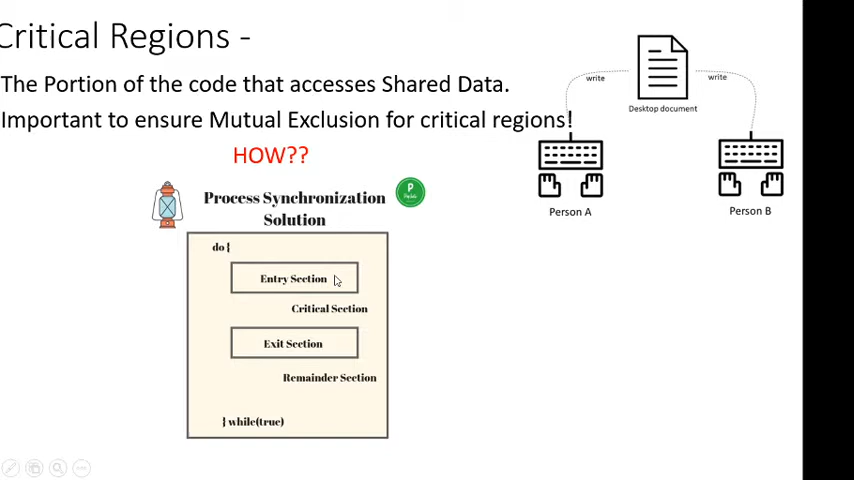 Critical Regions -
The Portion of the code that accesses Shared Data.
Important to ensure Mutual Exclusion for critical regions!
HOW??
Process Synchronization
Solution
P
do {
Entry Section
Critical Section
Exit Section
Remainder Section
} while(true)
write
write
Desktop document
Person A
Person B